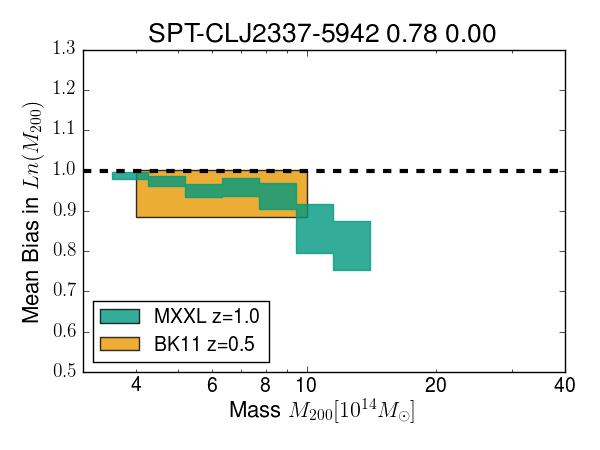 SPT-CLJ2337-5942 0.78 0.00
1.3
1.2
1.1
1.0
0.9
0.8
0.7
0.6
0.5
Mean Bias in Ln(M₂₀₀)
MXXL z=1.0
BK11 z=0.5
4 6 8 10 20 40
Mass M₂₀₀[10¹⁴M☉]